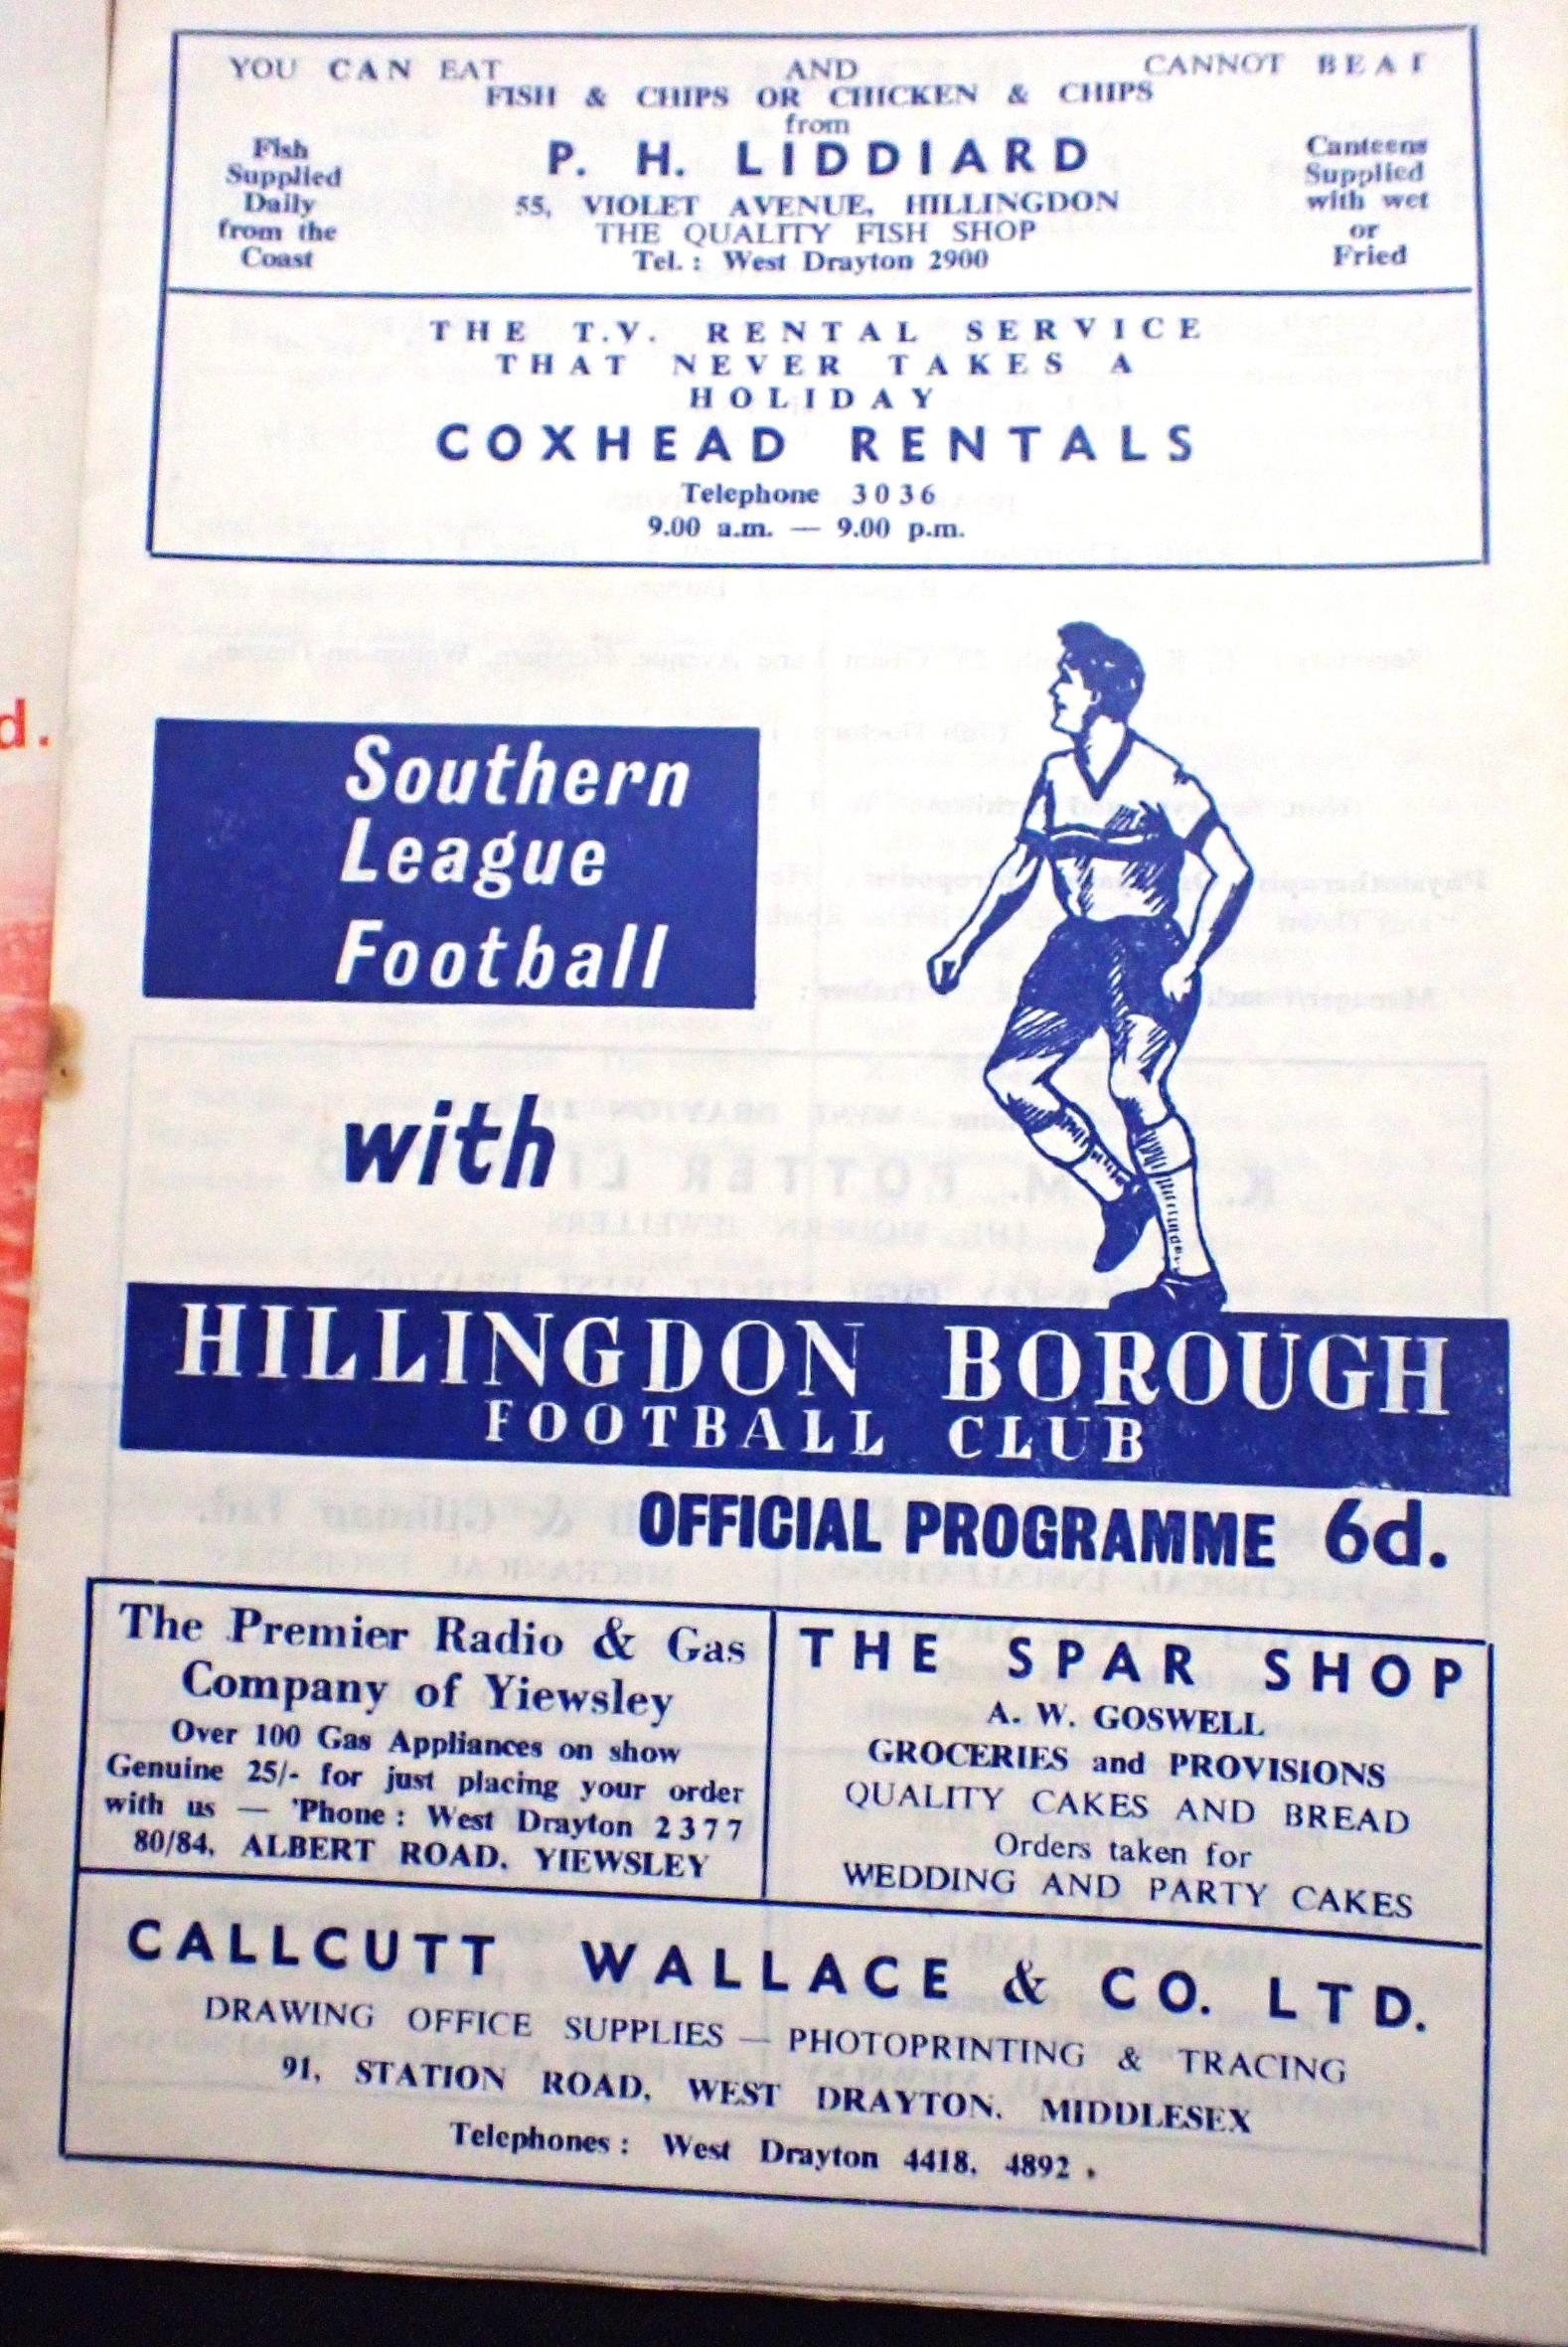 YOU CAN EAT AND CANNOT BEAT
FISH & CHIPS OR CHICKEN & CHIPS
from
P. H. LIDDIARD
55, VIOLET AVENUE, HILLINGDON
THE QUALITY FISH SHOP
Tel. : West Drayton 2900
Fish
Supplied
Daily
from the
Coast
Canteens
Supplied
with wet
or
Fried
THE T.V. RENTAL SERVICE
THAT NEVER TAKES A
HOLIDAY
COXHEAD RENTALS
Telephone 3036
9.00 a.m. — 9.00 p.m.
d.
Southern
League
Football
with
HILLINGDON BOROUGH
FOOTBALL CLUB
OFFICIAL PROGRAMME 6d.
The Premier Radio & Gas
Company of Yiewsley
Over 100 Gas Appliances on show
Genuine 25/- for just placing your order
with us — 'Phone : West Drayton 2377
80/84, ALBERT ROAD, YIEWSLEY
THE SPAR SHOP
A. W. GOSWELL
GROCERIES and PROVISIONS
QUALITY CAKES AND BREAD
Orders taken for
WEDDING AND PARTY CAKES
CALLCUTT WALLACE & CO. LTD.
DRAWING OFFICE SUPPLIES — PHOTOPRINTING & TRACING
91, STATION ROAD, WEST DRAYTON, MIDDLESEX
Telephones : West Drayton 4418, 4892 .